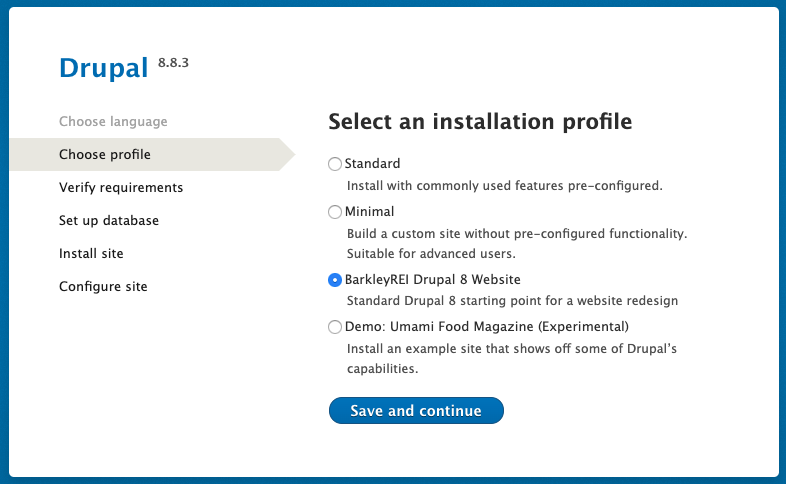 Drupal 8.8.3
Choose language
Choose profile
Verify requirements
Set up database
Install site
Configure site
Select an installation profile
Standard
Install with commonly used features pre-configured.
Minimal
Build a custom site without pre-configured functionality.
Suitable for advanced users.
BarkleyREI Drupal 8 Website
Standard Drupal 8 starting point for a website redesign
Demo: Umami Food Magazine (Experimental)
Install an example site that shows off some of Drupal’s
capabilities.
Save and continue